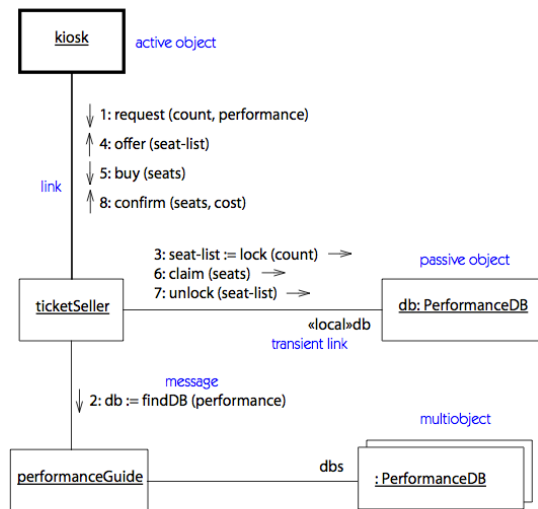 kiosk
active object
1: request (count, performance)
4: offer (seat-list)
5: buy (seats)
link
8: confirm (seats, cost)
3: seat-list := lock (count)
6: claim (seats)
passive object
7: unlock (seat-list)
ticketSeller
db: PerformanceDB
«local»db
transient link
message
2: db := findDB (performance)
multiobject
performanceGuide
dbs
: PerformanceDB